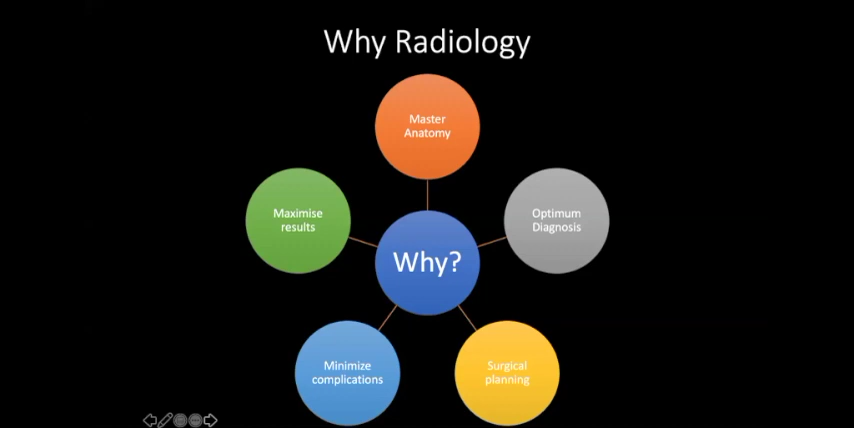 Why Radiology
Master
Anatomy
Optimum
Diagnosis
Surgical
planning
Minimize
complications
Maximise
results
Why?